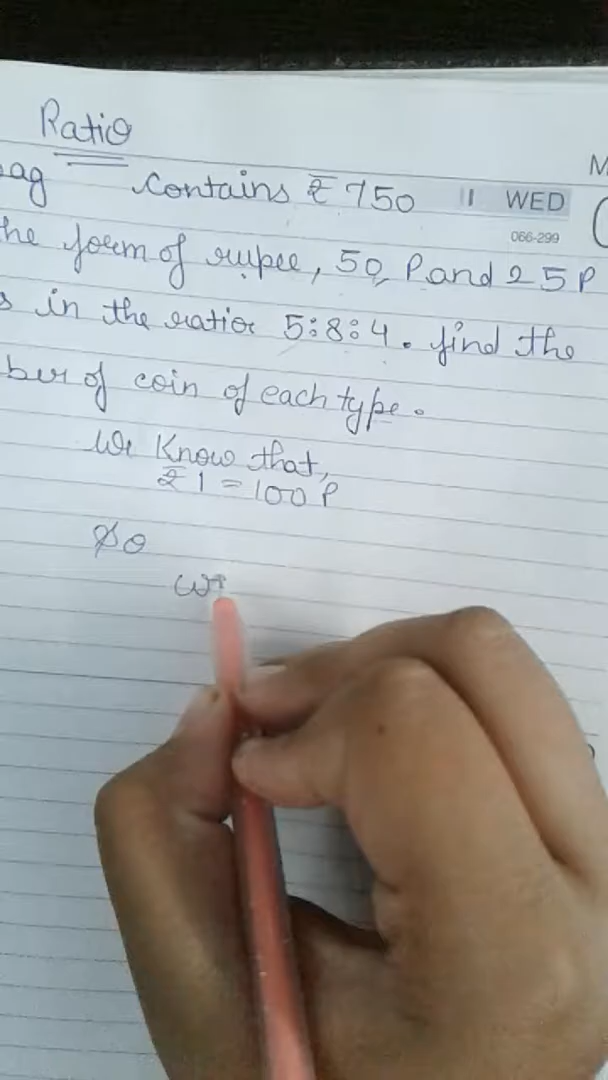 Ratio
M
ag contains ₹ 750 11 WED
066-299
he form of rupee, 50 P and 25 P
s in the ratio 5:8:4. find the
ber of coin of each type.
We Know that,
₹ 1 = 100 P
So